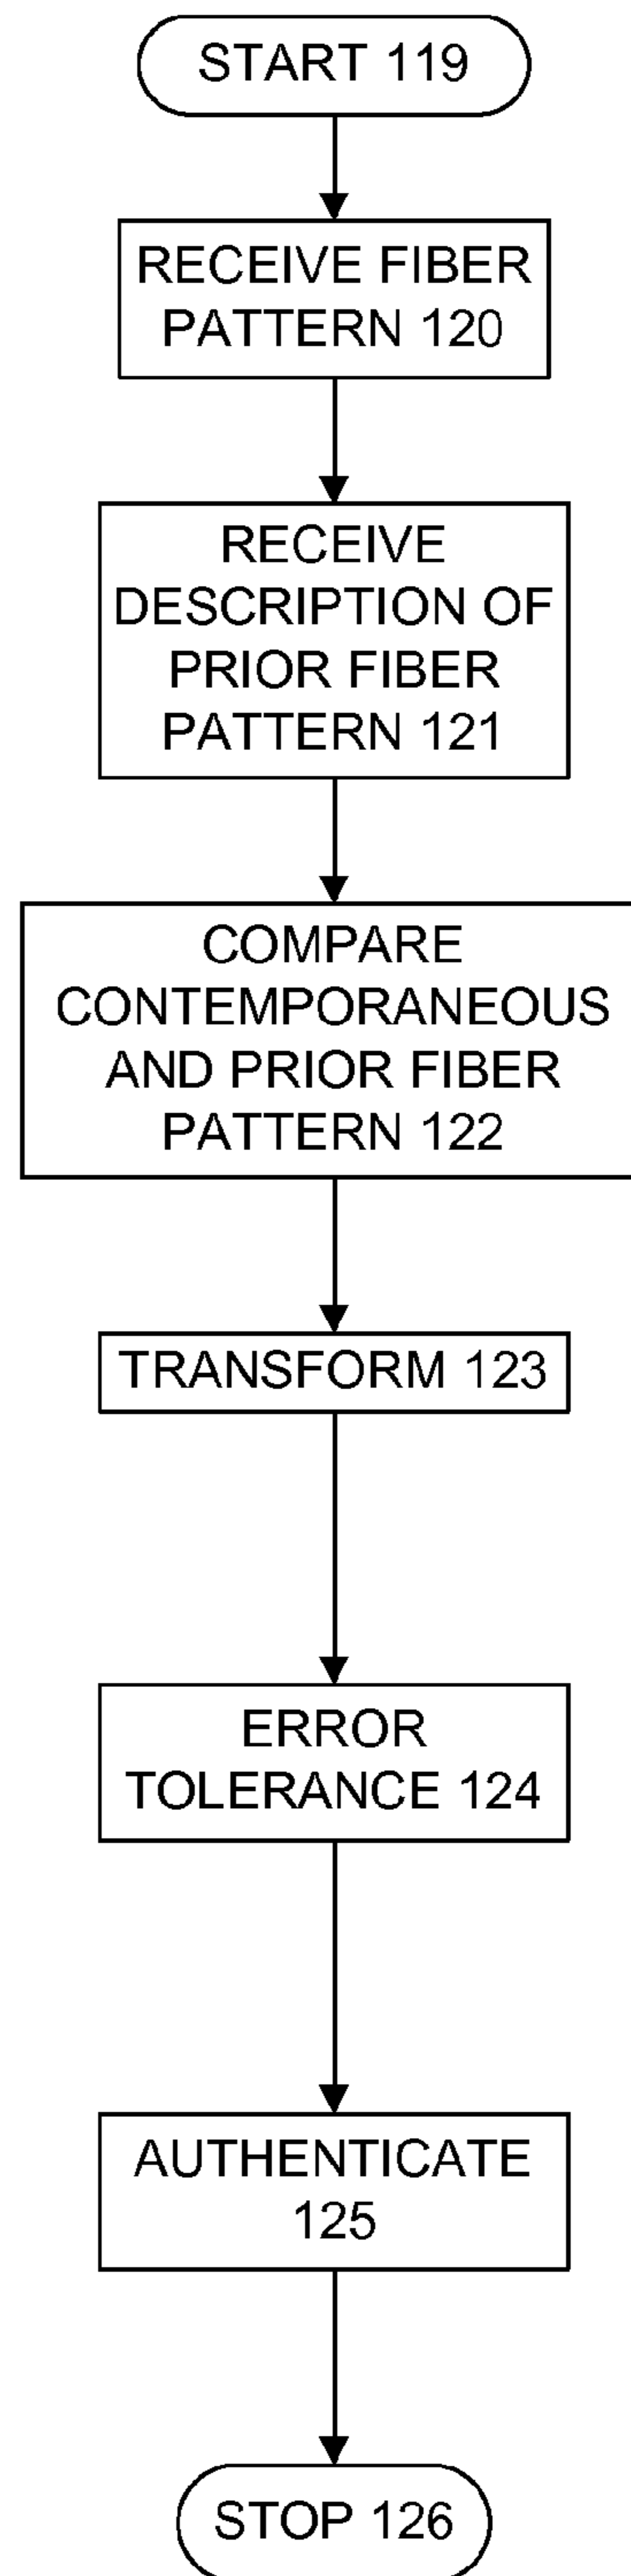 START 119
RECEIVE FIBER
PATTERN 120
RECEIVE
DESCRIPTION OF
PRIOR FIBER
PATTERN 121
COMPARE
CONTEMPORANEOUS
AND PRIOR FIBER
PATTERN 122
TRANSFORM 123
ERROR
TOLERANCE 124
AUTHENTICATE
125
STOP 126